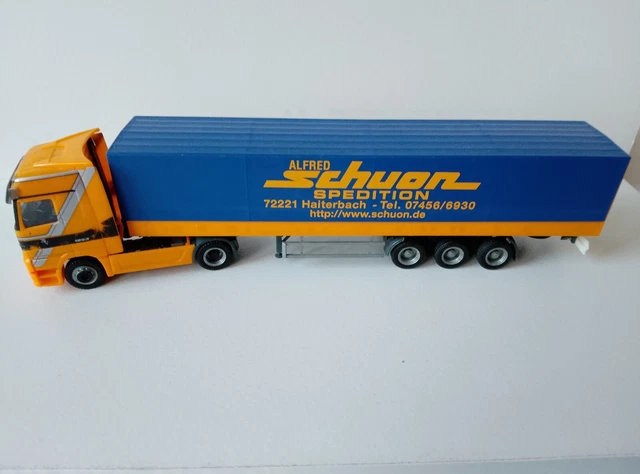 ALFRED
Schuon
SPEDITION
72221 Haiterbach - Tel. 07456/6930
http://www.schuon.de